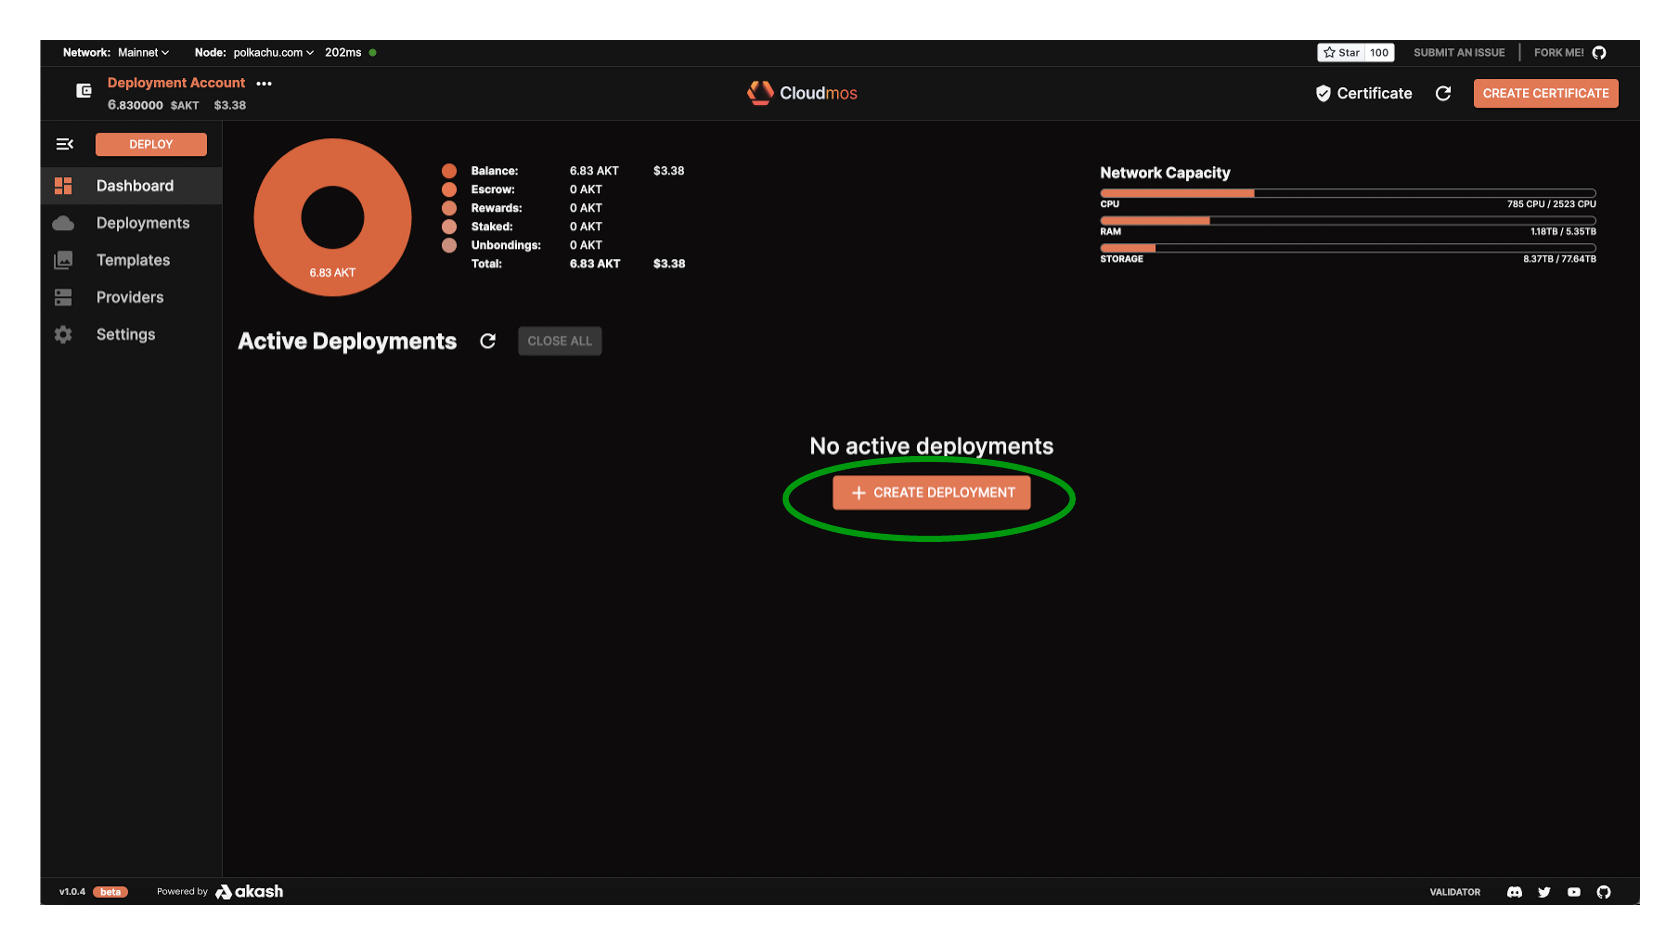 Network: Mainnet Node: polkachu.com 202ms
Star 100 SUBMIT AN ISSUE FORK ME!
Deployment Account •••
6.830000 $AKT $3.38
Cloudmos
Certificate CREATE CERTIFICATE
DEPLOY
Dashboard
Deployments
Templates
Providers
Settings
6.83 AKT
Balance: 6.83 AKT $3.38
Escrow: 0 AKT
Rewards: 0 AKT
Staked: 0 AKT
Unbondings: 0 AKT
Total: 6.83 AKT $3.38
Network Capacity
CPU 785 CPU / 2523 CPU
RAM 1.18TB / 5.35TB
STORAGE 8.37TB / 77.64TB
Active Deployments CLOSE ALL
No active deployments
+ CREATE DEPLOYMENT
v1.0.4 beta Powered by akash
VALIDATOR